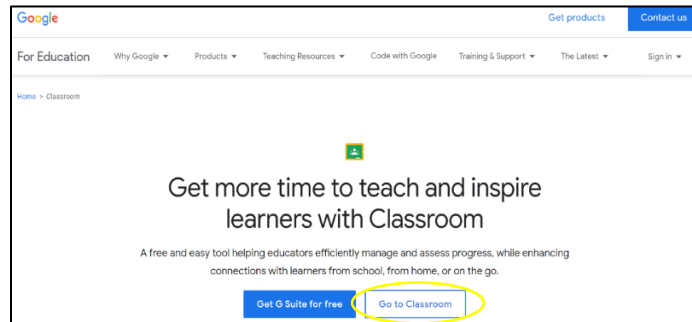 Google Get products Contact us
For Education Why Google Products Teaching Resources Code with Google Training & Support The Latest Sign in
Home > Classroom
Get more time to teach and inspire
learners with Classroom
A free and easy tool helping educators efficiently manage and assess progress, while enhancing
connections with learners from school, from home, or on the go.
Get G Suite for free Go to Classroom